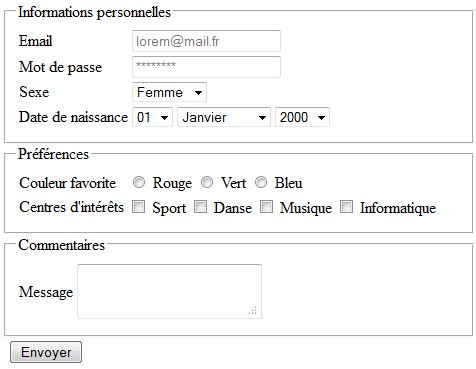 Informations personnelles
Email lorem@mail.fr
Mot de passe ********
Sexe Femme
Date de naissance 01 Janvier 2000
Préférences
Couleur favorite Rouge Vert Bleu
Centres d'intérêts Sport Danse Musique Informatique
Commentaires
Message
Envoyer